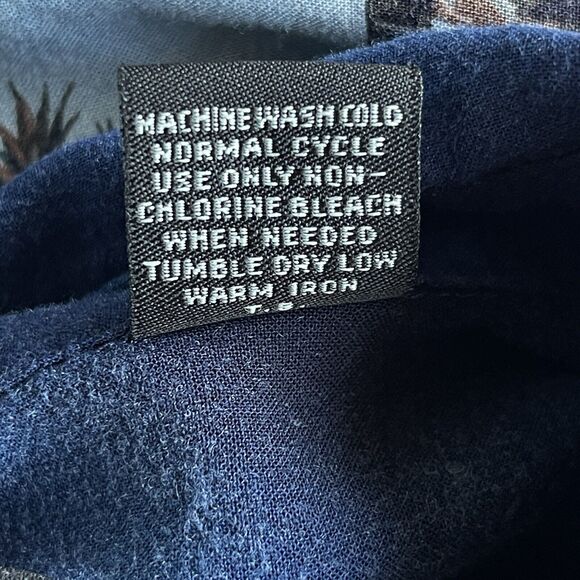 MACHINE WASH COLD
NORMAL CYCLE
USE ONLY NON-
CHLORINE BLEACH
WHEN NEEDED
TUMBLE DRY LOW
WARM IRON